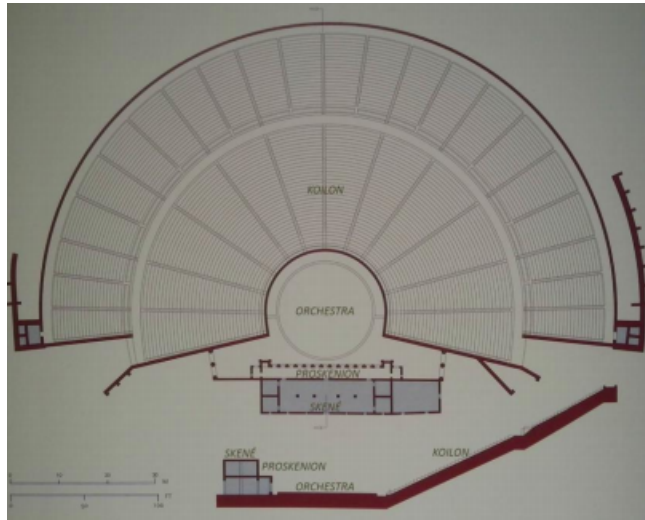 KOILON
ORCHESTRA
PROSKENION
SKENÉ
SKENÉ
PROSKENION
KOILON
ORCHESTRA